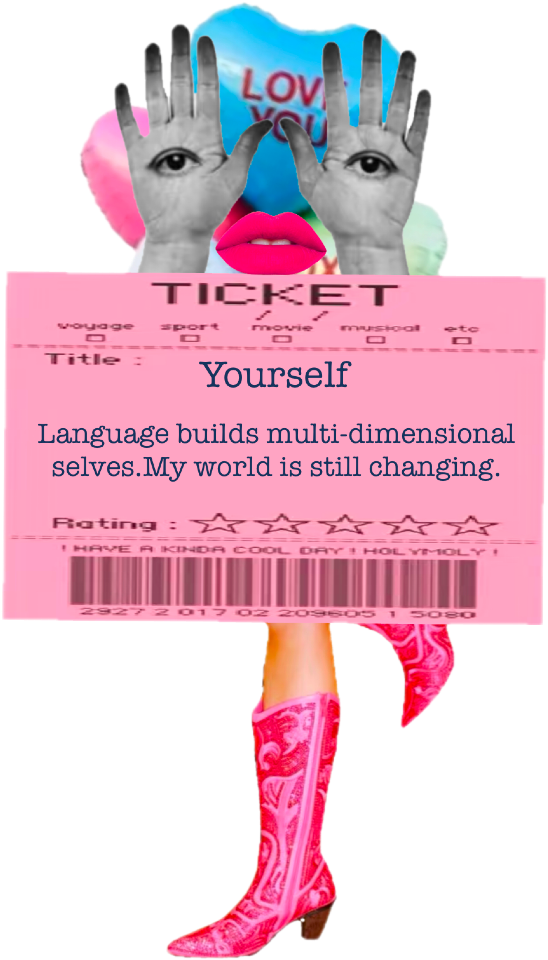 LOVE
YOU
TICKET
voyage sport movie musical etc
Title :
Yourself
Language builds multi-dimensional
selves.My world is still changing.
Rating :
! HAVE A KINDA COOL DAY ! HOLYMOLY !
2927 2 017 02 209605 1 5080